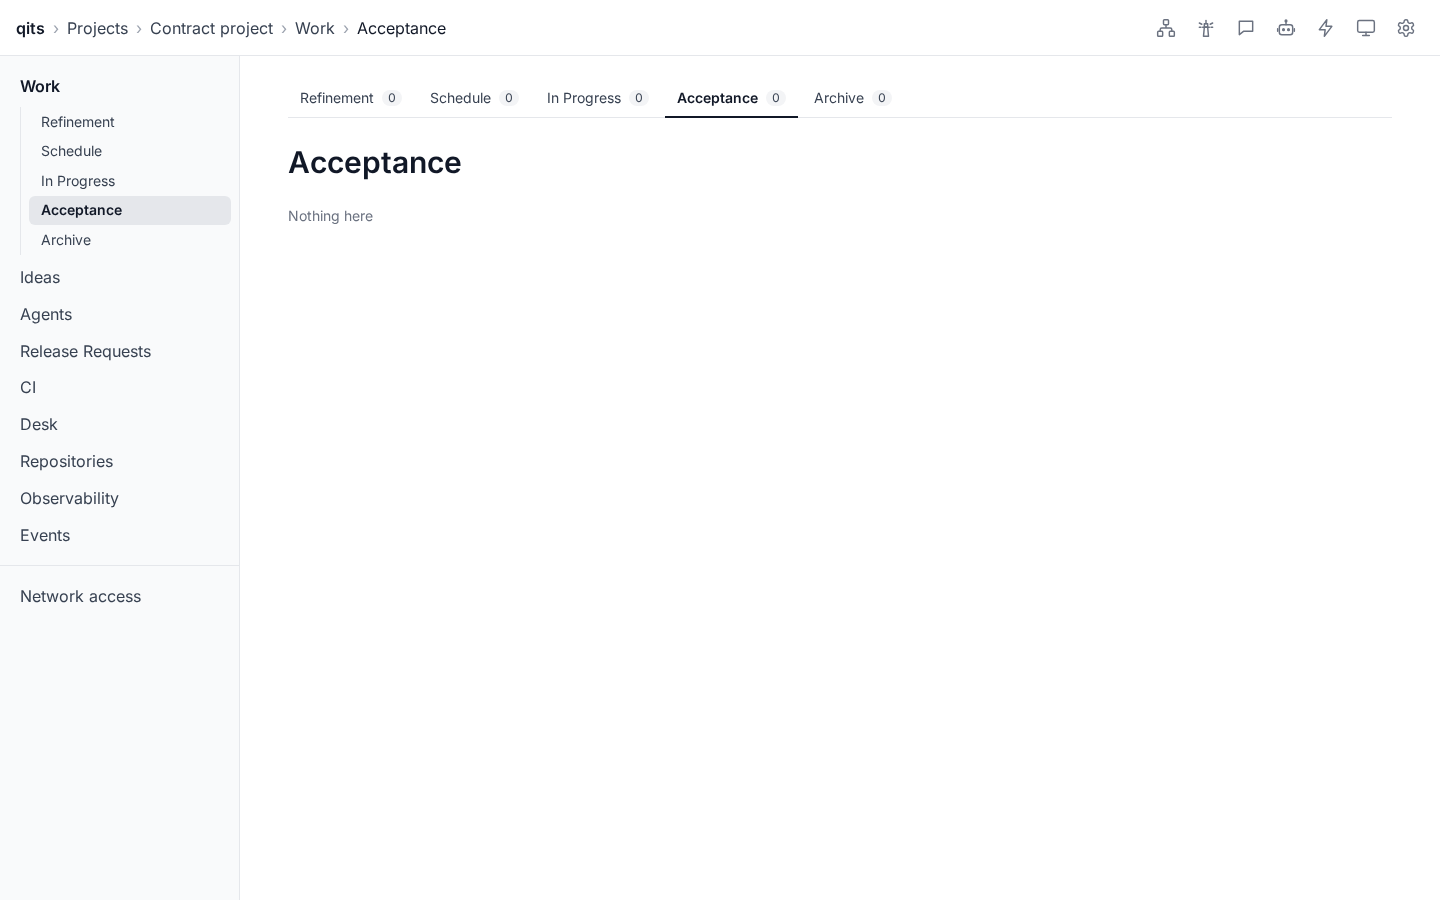 qits › Projects › Contract project › Work › Acceptance
Work
Refinement
Schedule
In Progress
Acceptance
Archive
Ideas
Agents
Release Requests
CI
Desk
Repositories
Observability
Events
Network access
Refinement 0 Schedule 0 In Progress 0 Acceptance 0 Archive 0
Acceptance
Nothing here